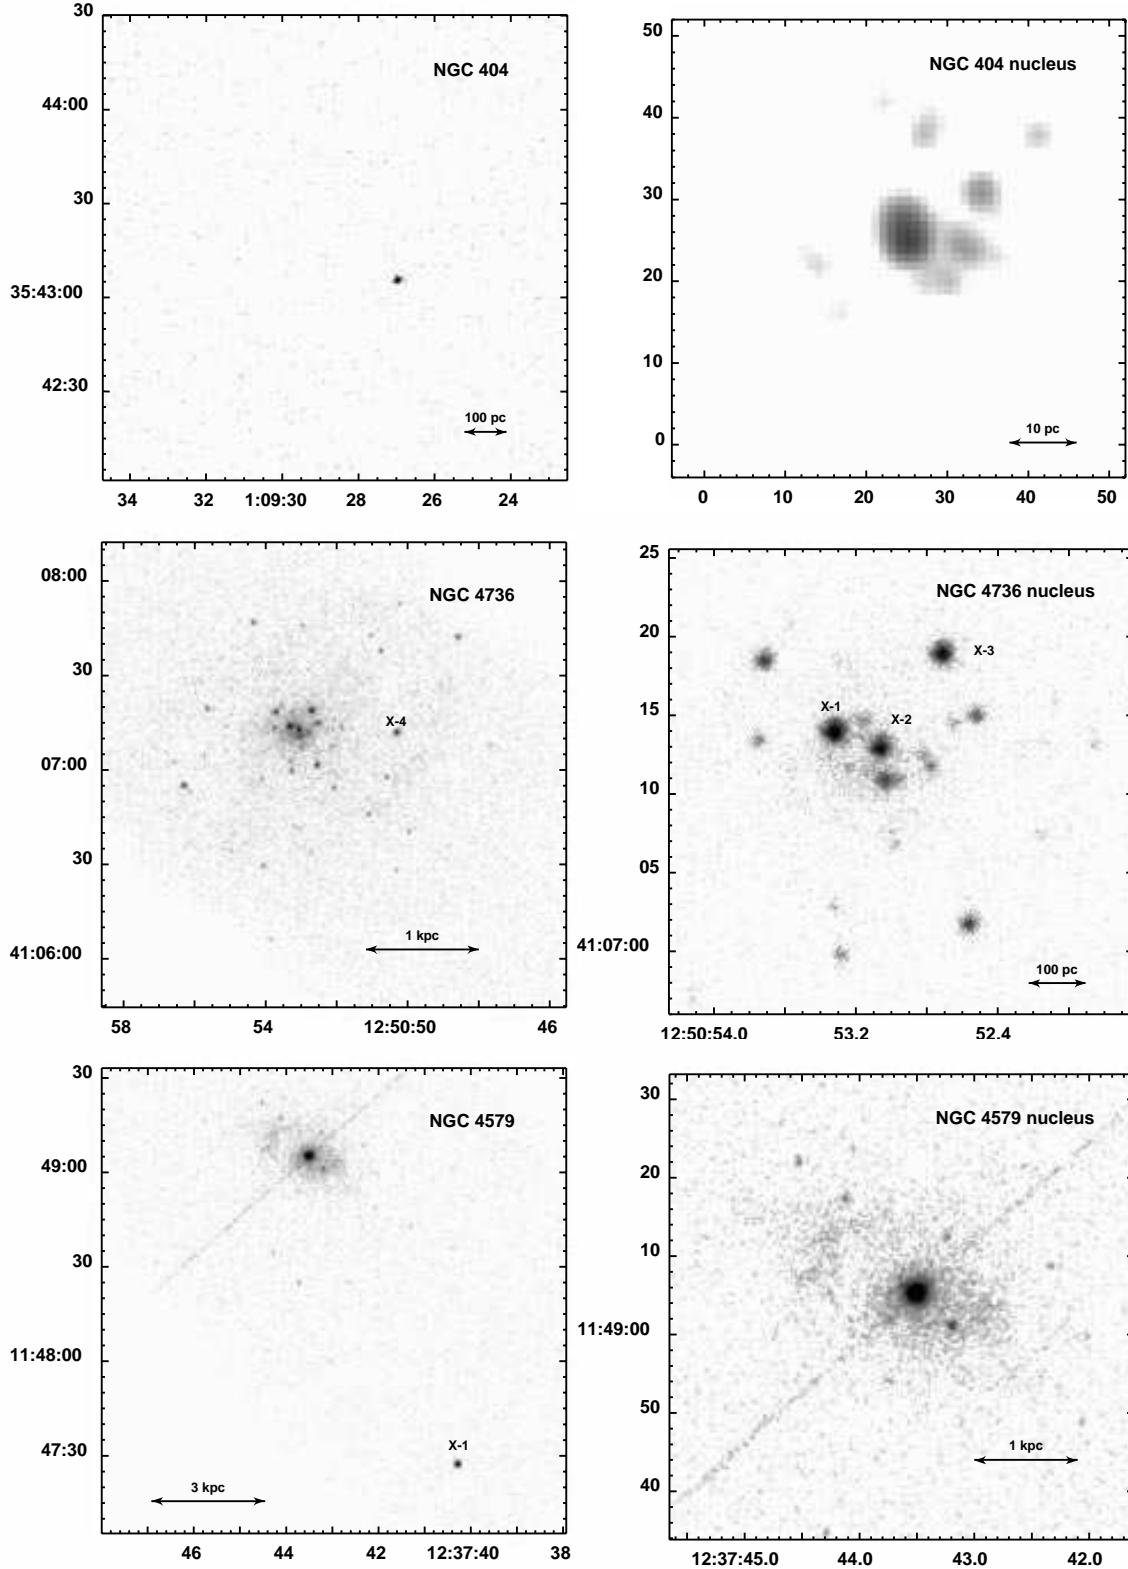 30
NGC 404
44:00
30
35:43:00
42:30
100 pc
34 32 1:09:30 28 26 24
50
NGC 404 nucleus
40
30
20
10
10 pc
0
0 10 20 30 40 50
08:00
NGC 4736
30
X-4
07:00
30
1 kpc
41:06:00
58 54 12:50:50 46
25
NGC 4736 nucleus
20
X-3
X-1
15
X-2
10
05
41:07:00
100 pc
12:50:54.0 53.2 52.4
30
NGC 4579
49:00
30
11:48:00
X-1
47:30
3 kpc
46 44 42 12:37:40 38
30
NGC 4579 nucleus
20
10
11:49:00
50
1 kpc
40
12:37:45.0 44.0 43.0 42.0